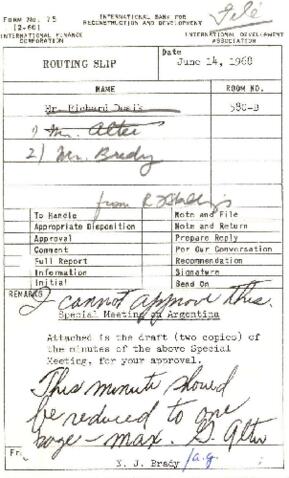 FORM NO. 75
(2-60)
INTERNATIONAL BANK FOR
RECONSTRUCTION AND DEVELOPMENT
File
INTERNATIONAL FINANCE
CORPORATION
INTERNATIONAL DEVELOPMENT
ASSOCIATION
ROUTING SLIP
Date
June 14, 1968
NAME
ROOM NO.
Mr. Richard
580-B
1) Mr. Alter
2) Mr. Brady
from R
To Handle
Note and File
Appropriate Disposition
Note and Return
Approval
Prepare Reply
Comment
Per Our Conversation
Full Report
Recommendation
Information
Signature
Initial
Send On
REMARKS
I cannot approve this.
Special Meeting on Argentina
Attached is the draft (two copies) of
the minutes of the above Special
Meeting, for your approval.
This minute should
be reduced to one
page - max. G. Alter
Fr
N. J. Brady /a.g.